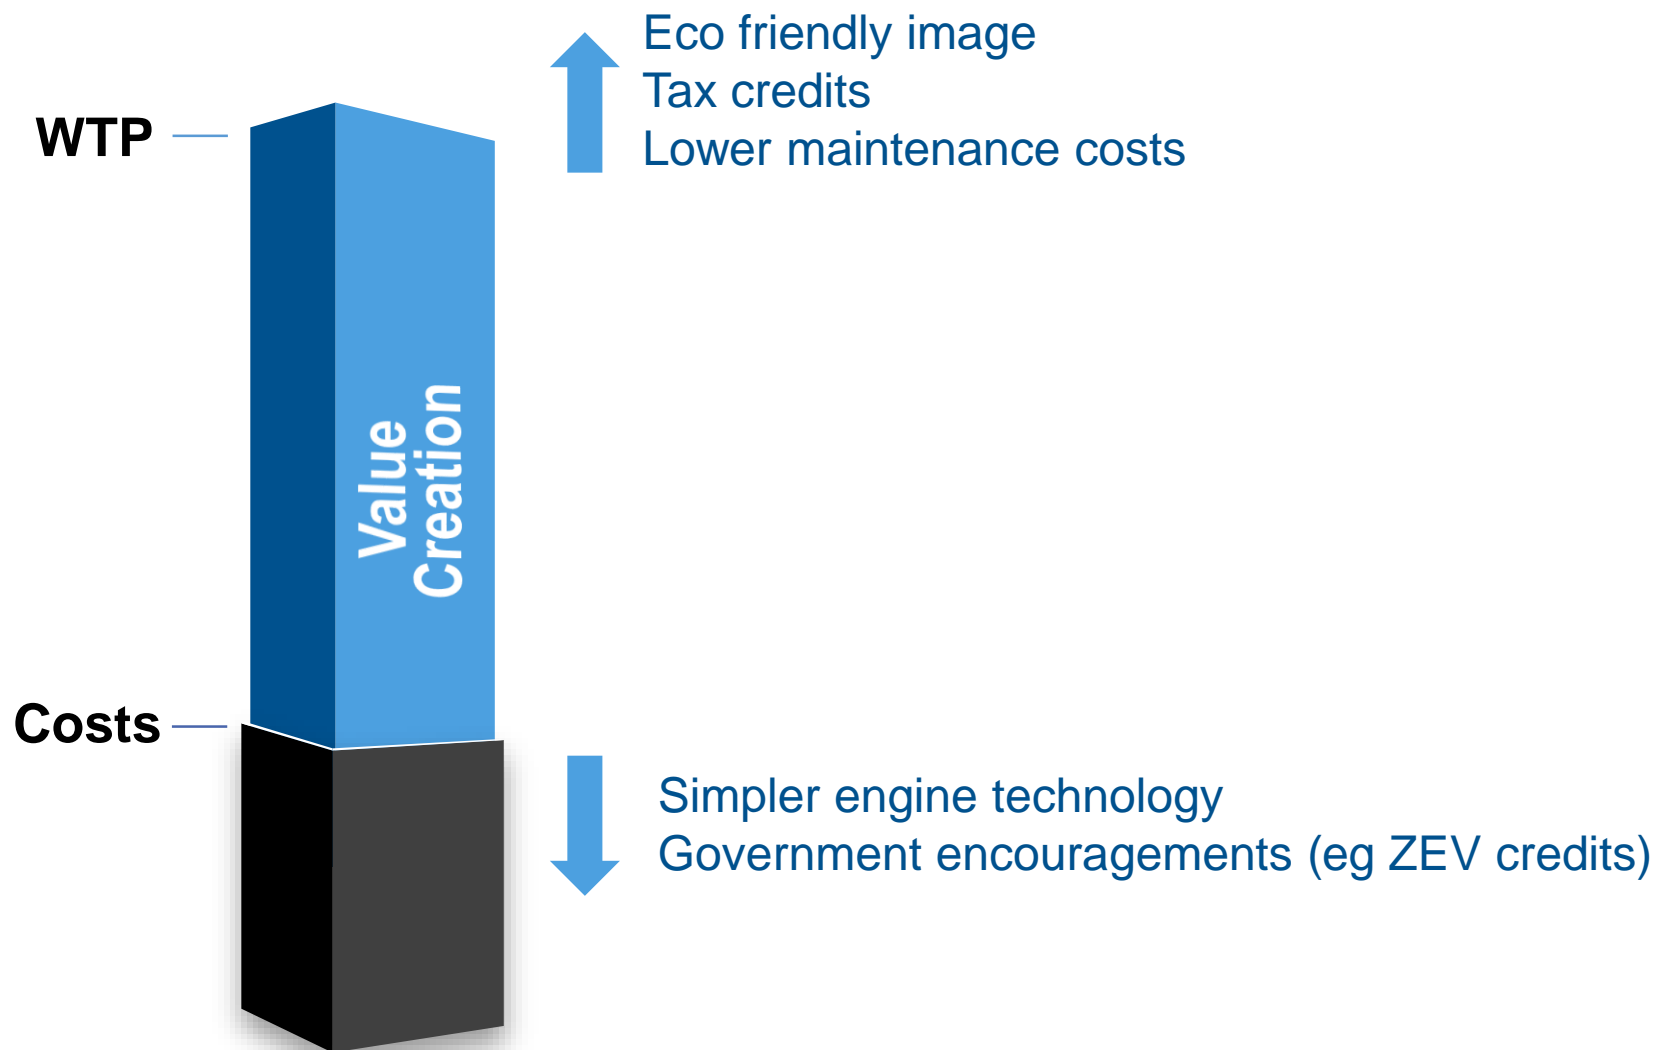 Eco friendly image
Tax credits
Lower maintenance costs
WTP
Value
Creation
Costs
Simpler engine technology
Government encouragements (eg ZEV credits)